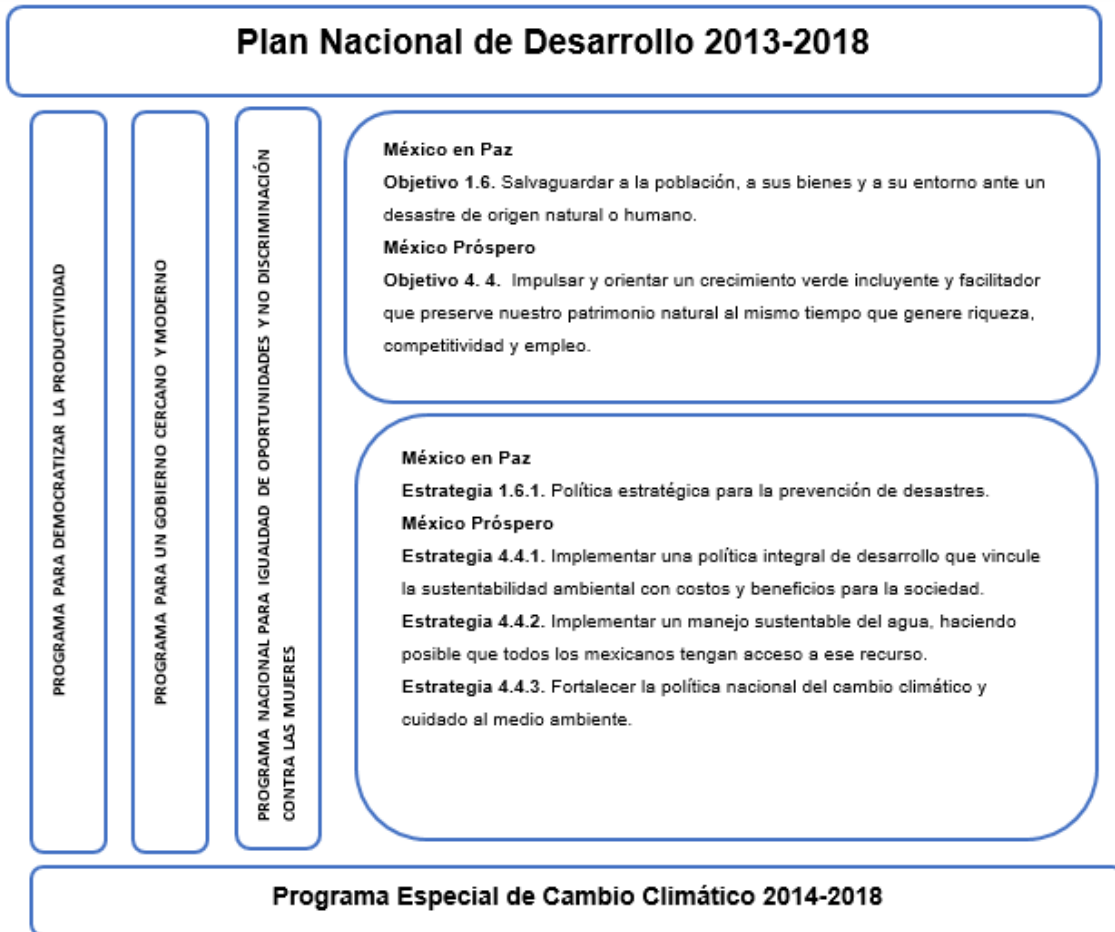 Plan Nacional de Desarrollo 2013-2018
PROGRAMA PARA DEMOCRATIZAR LA PRODUCTIVIDAD
PROGRAMA PARA UN GOBIERNO CERCANO Y MODERNO
PROGRAMA NACIONAL PARA IGUALDAD DE OPORTUNIDADES Y NO DISCRIMINACIÓN
CONTRA LAS MUJERES
México en Paz
Objetivo 1.6. Salvaguardar a la población, a sus bienes y a su entorno ante un
desastre de origen natural o humano.
México Próspero
Objetivo 4. 4. Impulsar y orientar un crecimiento verde incluyente y facilitador
que preserve nuestro patrimonio natural al mismo tiempo que genere riqueza,
competitividad y empleo.
México en Paz
Estrategia 1.6.1. Política estratégica para la prevención de desastres.
México Próspero
Estrategia 4.4.1. Implementar una política integral de desarrollo que vincule
la sustentabilidad ambiental con costos y beneficios para la sociedad.
Estrategia 4.4.2. Implementar un manejo sustentable del agua, haciendo
posible que todos los mexicanos tengan acceso a ese recurso.
Estrategia 4.4.3. Fortalecer la política nacional del cambio climático y
cuidado al medio ambiente.
Programa Especial de Cambio Climático 2014-2018